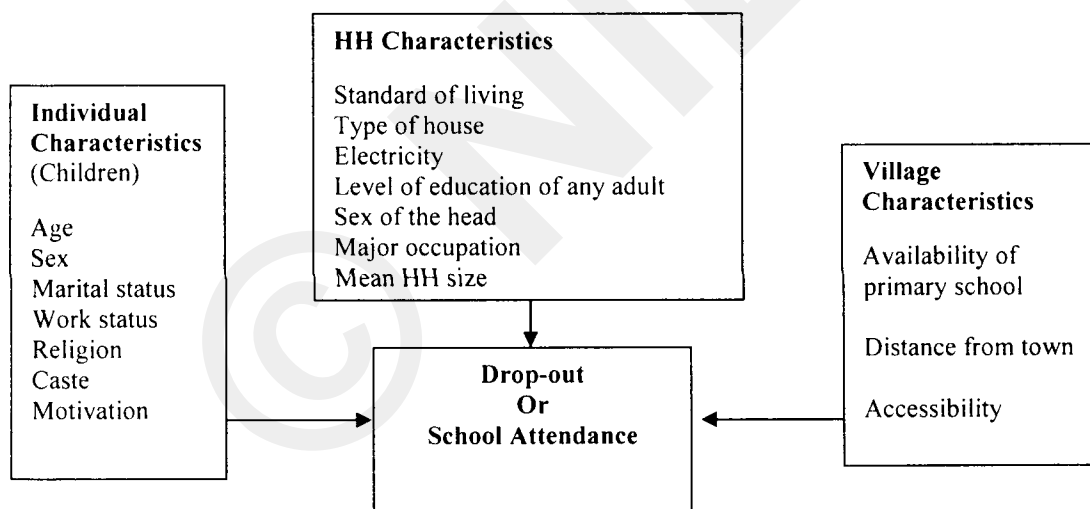 HH Characteristics
Standard of living
Type of house
Electricity
Level of education of any adult
Sex of the head
Major occupation
Mean HH size
Individual
Characteristics
(Children)
Age
Sex
Marital status
Work status
Religion
Caste
Motivation
Village
Characteristics
Availability of
primary school
Distance from town
Accessibility
Drop-out
Or
School Attendance